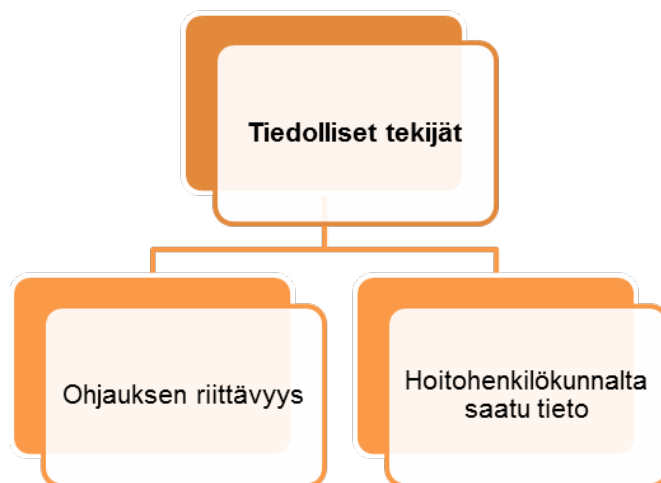 Tiedolliset tekijät
Ohjauksen riittävyys
Hoitohenkilökunnalta
saatu tieto